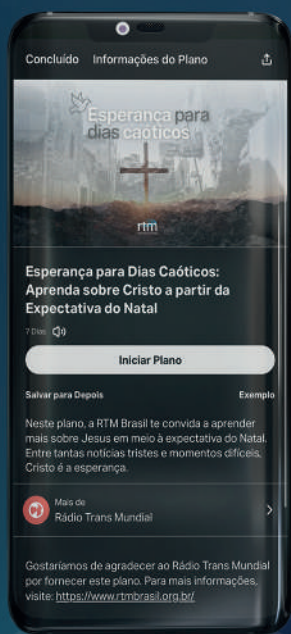 Concluído Informações do Plano
Esperança para
dias caóticos
rtm
Esperança para Dias Caóticos:
Aprenda sobre Cristo a partir da
Expectativa do Natal
7 Dias
Iniciar Plano
Salvar para Depois Exemplo
Neste plano, a RTM Brasil te convida a aprender
mais sobre Jesus em meio à expectativa do Natal.
Entre tantas notícias tristes e momentos difíceis,
Cristo é a esperança.
Mais de
Rádio Trans Mundial
Gostaríamos de agradecer ao Rádio Trans Mundial
por fornecer este plano. Para mais informações,
visite: https://www.rtmbrasil.org.br/